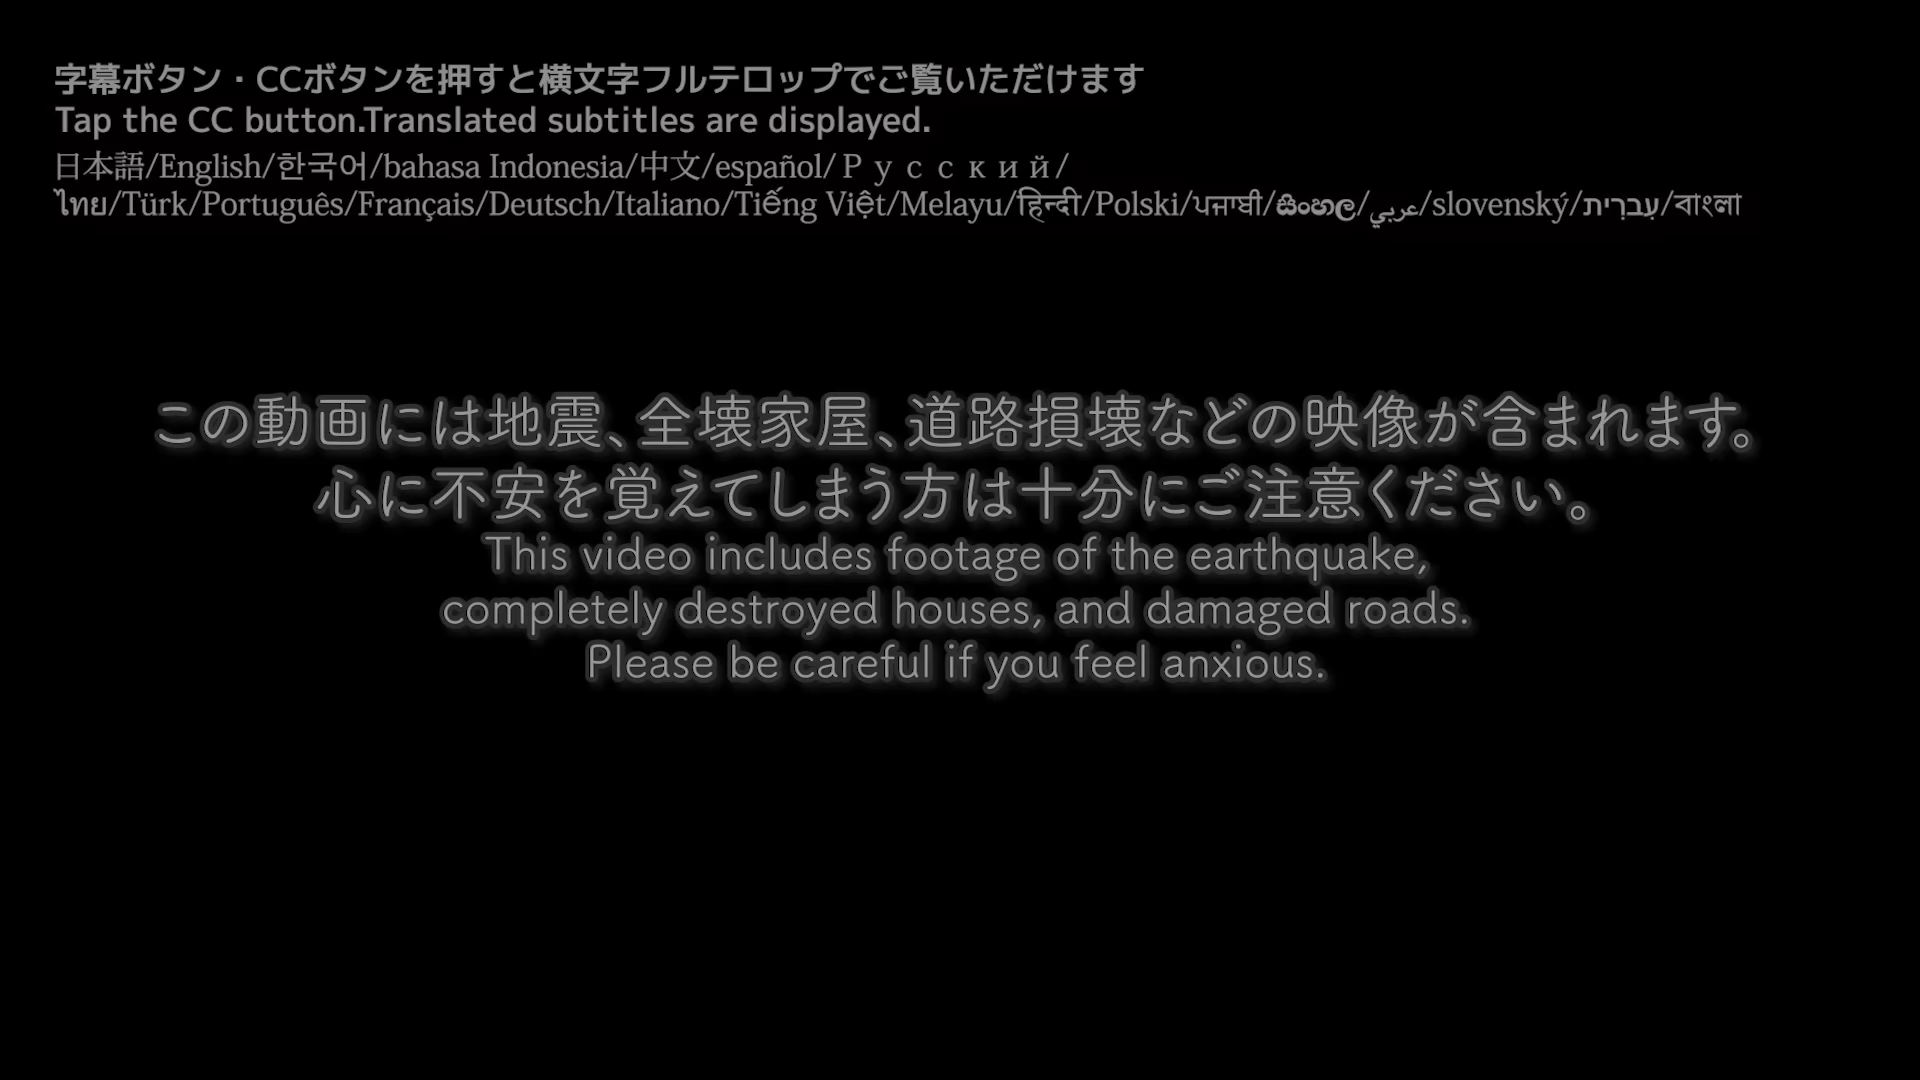 字幕ボタン・CCボタンを押すと横文字フルテロップでご覧いただけます
Tap the CC button.Translated subtitles are displayed.
日本語/English/한국어/bahasa Indonesia/中文/español/Русский/
ไทย/Türk/Português/Français/Deutsch/Italiano/Tiếng Việt/Melayu/हिन्दी/Polski/ਪੰਜਾਬੀ/සිංහල/عربي/slovenský/עִברִית/বাংলা
この動画には地震、全壊家屋、道路損壊などの映像が含まれます。
心に不安を覚えてしまう方は十分にご注意ください。
This video includes footage of the earthquake,
completely destroyed houses, and damaged roads.
Please be careful if you feel anxious.